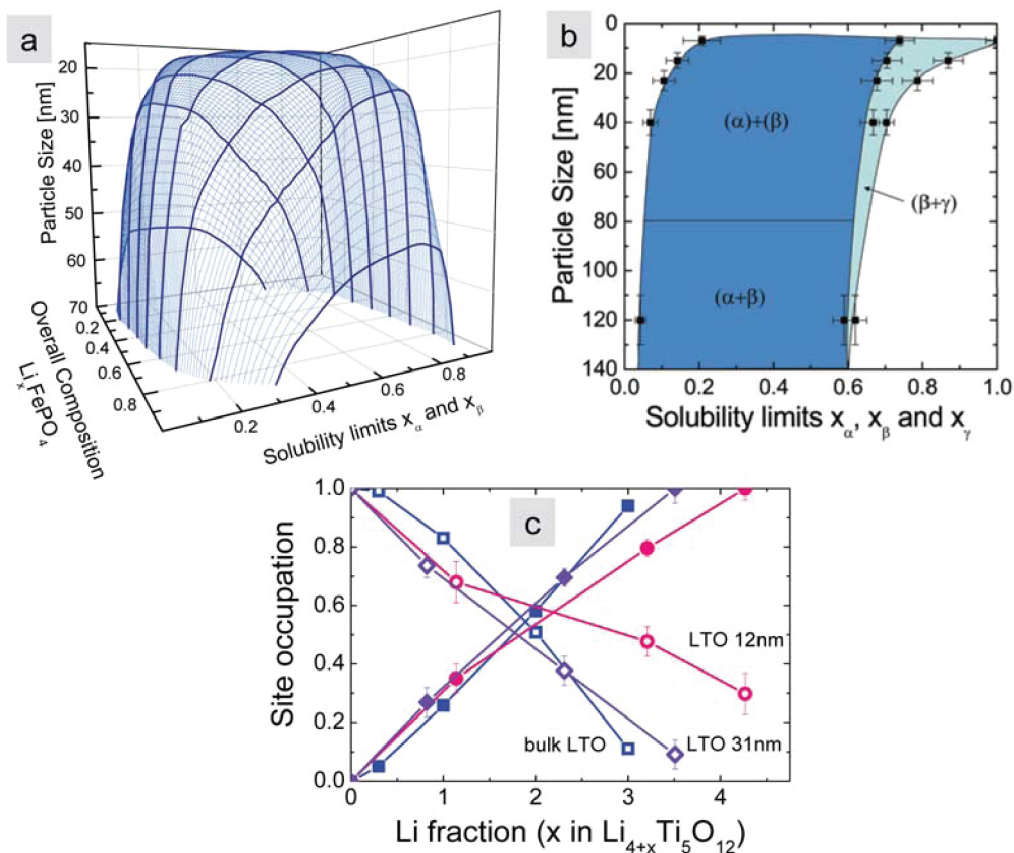 a
Particle Size [nm]
20
30
40
50
60
70
0.2
0.4
0.6
0.8
Overall Composition
LiₓFePO₄
0.2
0.4
0.6
0.8
Solubility limits xα and xβ
b
Particle Size [nm]
0
20
40
60
80
100
120
140
(α)+(β)
(β+γ)
(α+β)
0.0
0.2
0.4
0.6
0.8
1.0
Solubility limits xα, xβ and xγ
c
Site occupation
1.0
0.8
0.6
0.4
0.2
0.0
LTO 12nm
bulk LTO
LTO 31nm
0
1
2
3
4
Li fraction (x in Li₄₊ₓTi₅O₁₂)